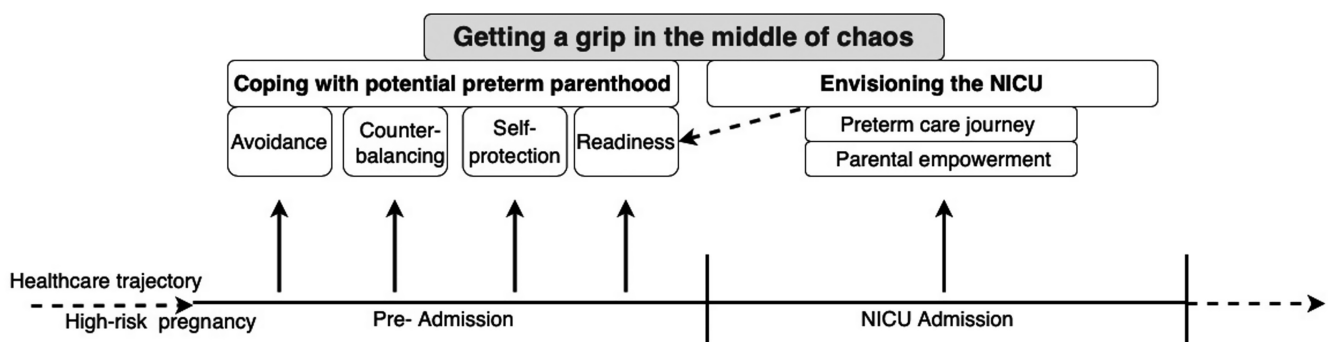 Getting a grip in the middle of chaos
Coping with potential preterm parenthood
Envisioning the NICU
Avoidance
Counter-
balancing
Self-
protection
Readiness
Preterm care journey
Parental empowerment
Healthcare trajectory
High-risk pregnancy
Pre- Admission
NICU Admission